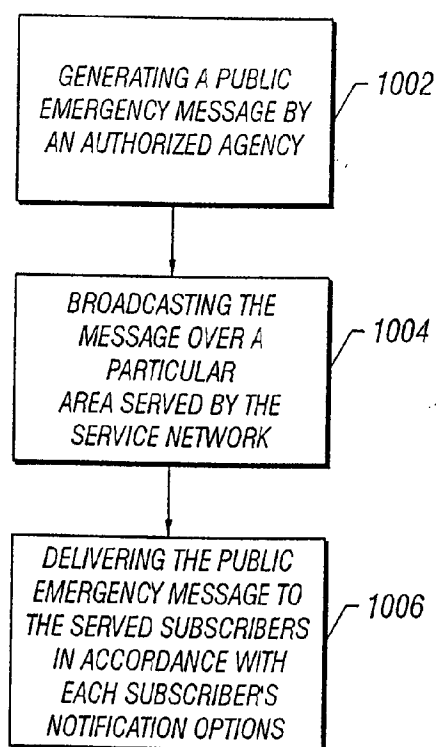 GENERATING A PUBLIC
EMERGENCY MESSAGE BY
AN AUTHORIZED AGENCY
1002
BROADCASTING THE
MESSAGE OVER A
PARTICULAR
AREA SERVED BY THE
SERVICE NETWORK
1004
DELIVERING THE PUBLIC
EMERGENCY MESSAGE TO
THE SERVED SUBSCRIBERS
IN ACCORDANCE WITH
EACH SUBSCRIBER'S
NOTIFICATION OPTIONS
1006